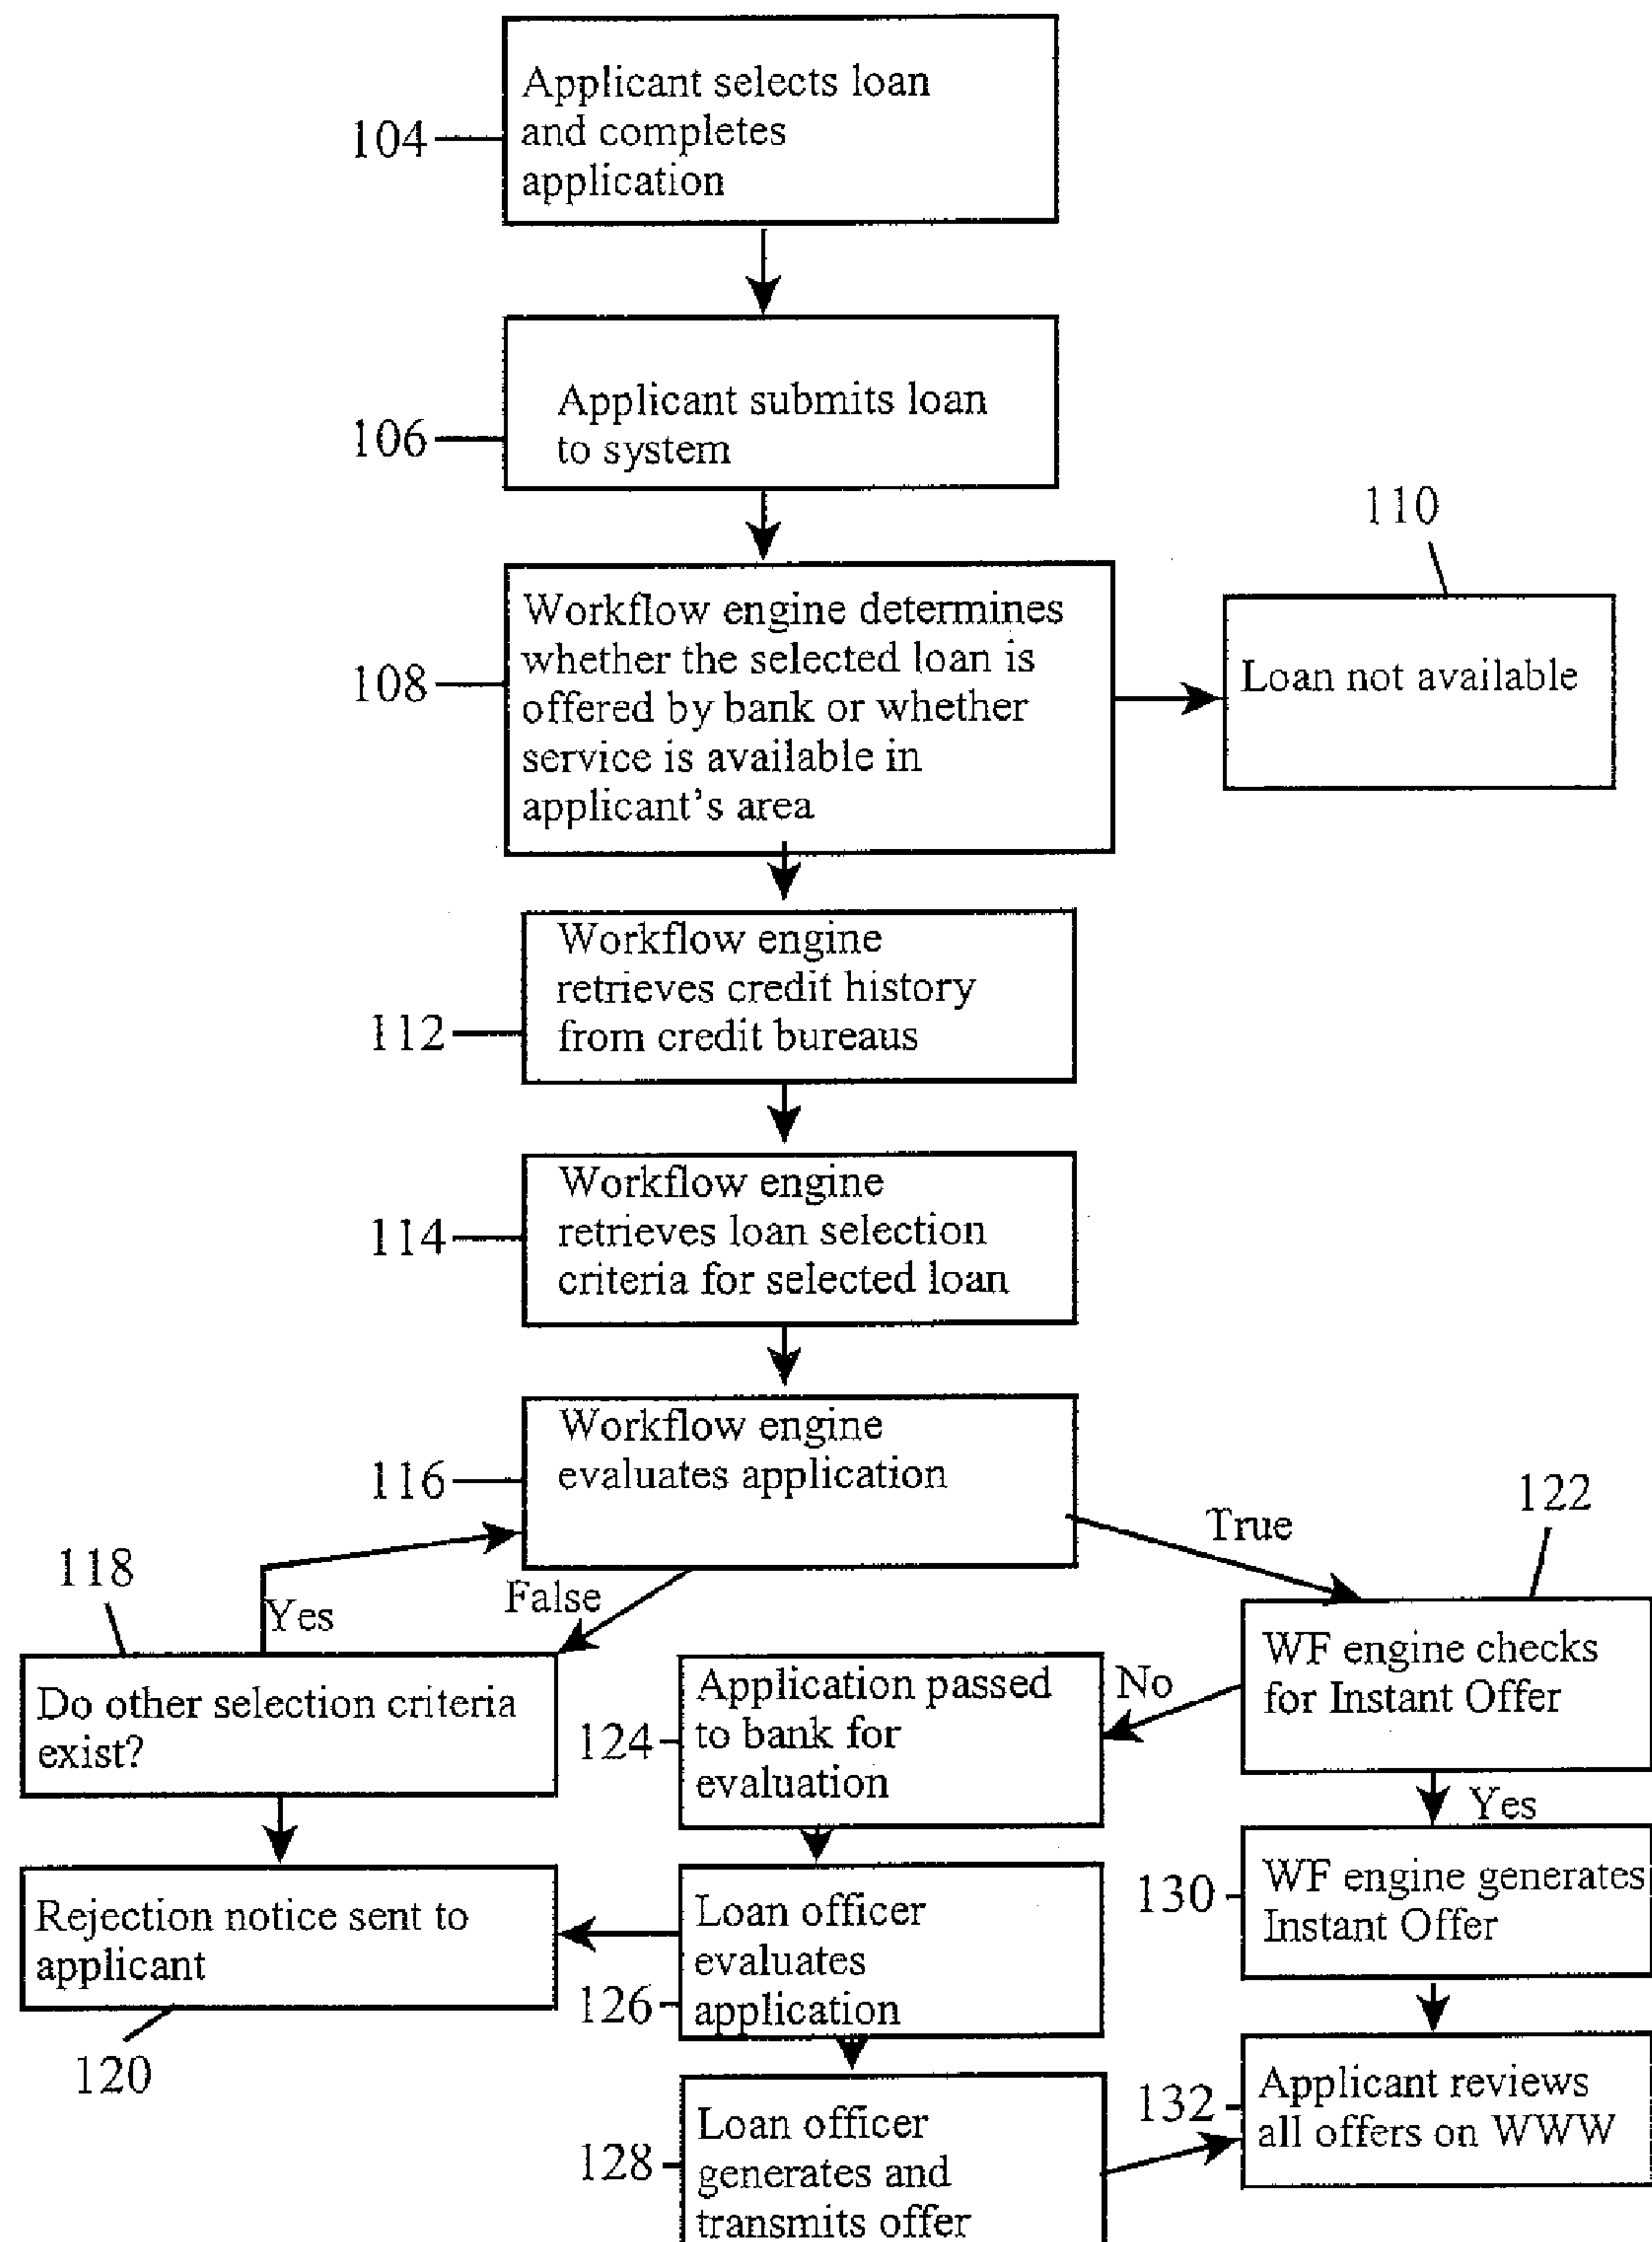 Applicant selects loan
and completes
application
104
Applicant submits loan
to system
106
110
Workflow engine determines
whether the selected loan is
offered by bank or whether
service is available in
applicant's area
108
Loan not available
Workflow engine
retrieves credit history
from credit bureaus
112
Workflow engine
retrieves loan selection
criteria for selected loan
114
Workflow engine
evaluates application
116
122
True
118
Yes
False
Do other selection criteria
exist?
Application passed
to bank for
evaluation
124
No
WF engine checks
for Instant Offer
Yes
Rejection notice sent to
applicant
120
Loan officer
evaluates
application
126
WF engine generates
Instant Offer
130
Loan officer
generates and
transmits offer
128
Applicant reviews
all offers on WWW
132